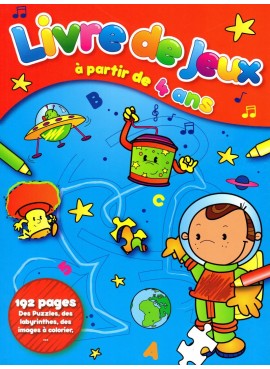 Livre de Jeux
à partir de
4 ans
B
C
S
A
192 pages
Des Puzzles, des
labyrinthes, des
images à colorier,
...